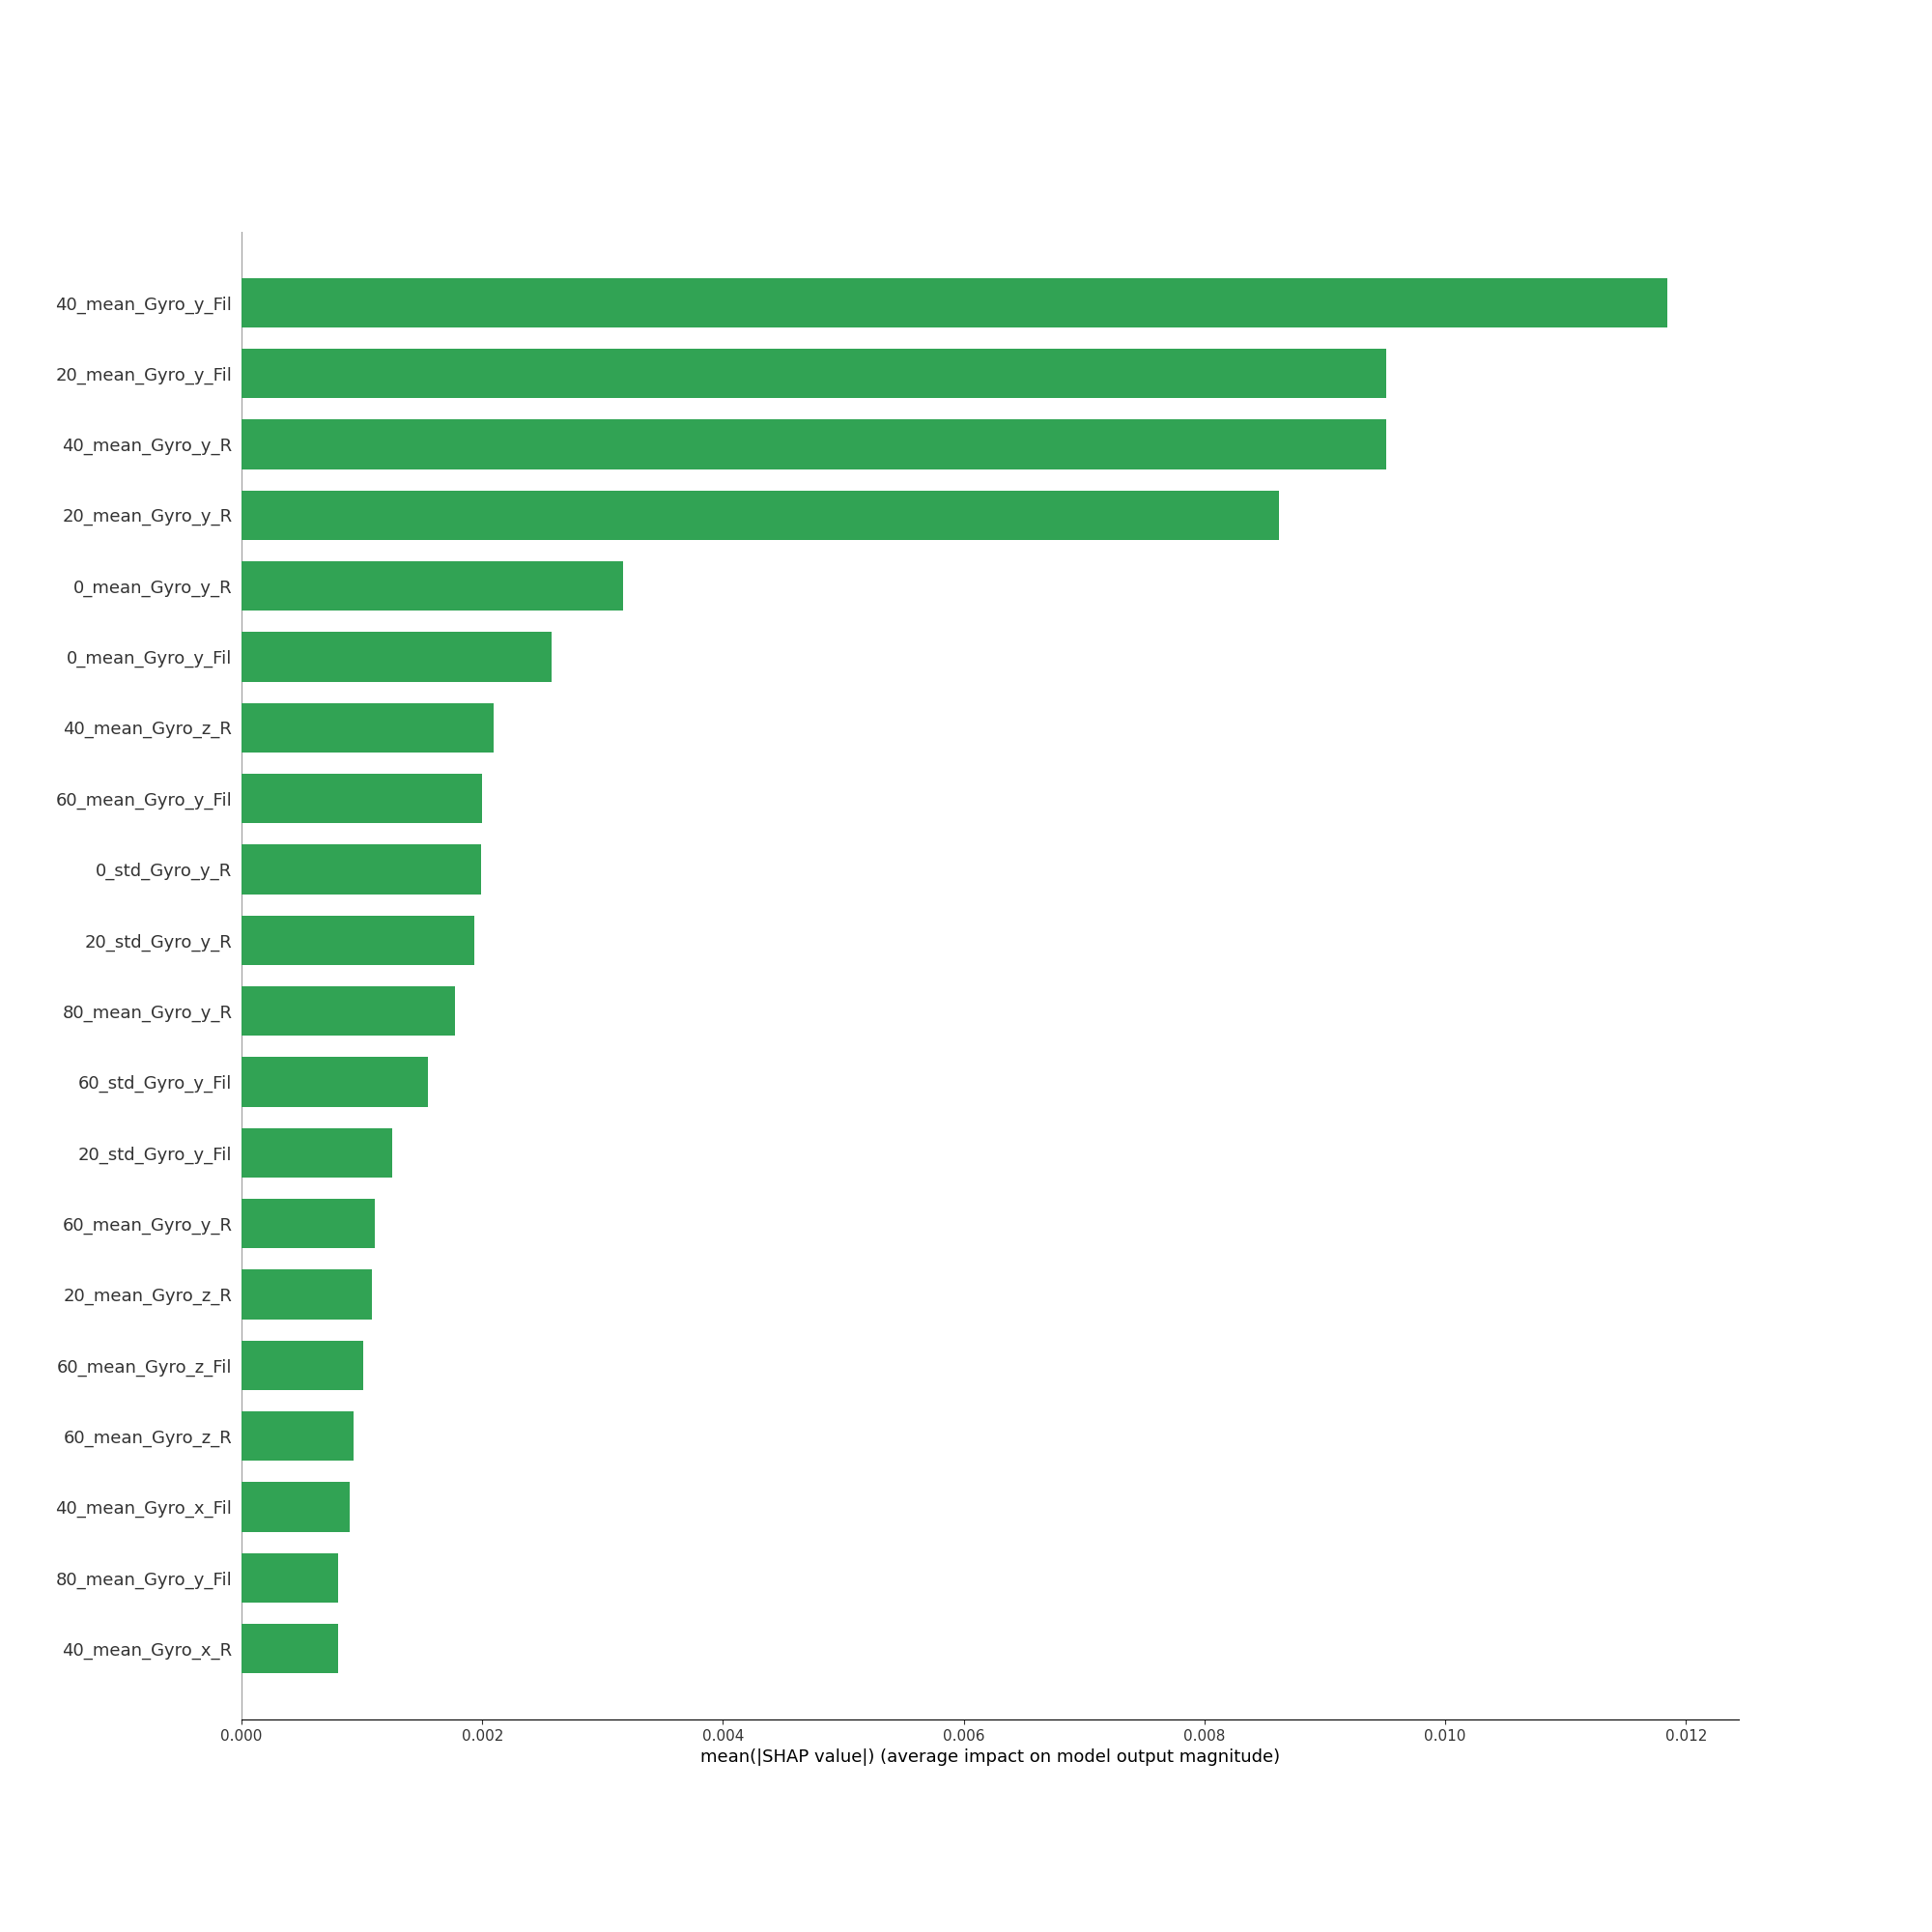 40_mean_Gyro_y_Fil
20_mean_Gyro_y_Fil
40_mean_Gyro_y_R
20_mean_Gyro_y_R
0_mean_Gyro_y_R
0_mean_Gyro_y_Fil
40_mean_Gyro_z_R
60_mean_Gyro_y_Fil
0_std_Gyro_y_R
20_std_Gyro_y_R
80_mean_Gyro_y_R
60_std_Gyro_y_Fil
20_std_Gyro_y_Fil
60_mean_Gyro_y_R
20_mean_Gyro_z_R
60_mean_Gyro_z_Fil
60_mean_Gyro_z_R
40_mean_Gyro_x_Fil
80_mean_Gyro_y_Fil
40_mean_Gyro_x_R
0.000 0.002 0.004 0.006 0.008 0.010 0.012
mean(|SHAP value|) (average impact on model output magnitude)